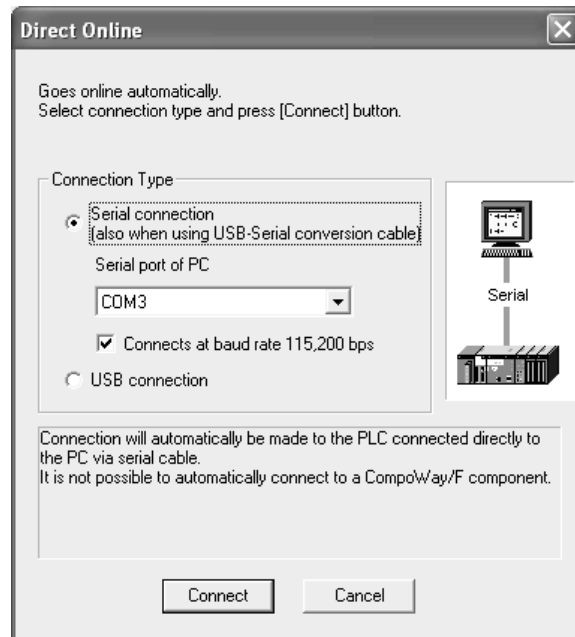 Direct Online
Goes online automatically.
Select connection type and press [Connect] button.
Connection Type
Serial connection
(also when using USB-Serial conversion cable)
Serial port of PC
COM3
Connects at baud rate 115,200 bps
USB connection
Serial
Connection will automatically be made to the PLC connected directly to
the PC via serial cable.
It is not possible to automatically connect to a CompoWay/F component.
Connect
Cancel